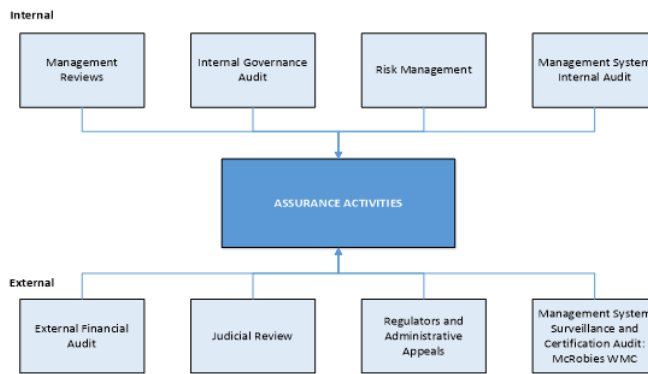 Internal
Management
Reviews
Internal Governance
Audit
Risk Management
Management System
Internal Audit
ASSURANCE ACTIVITIES
External
External Financial
Audit
Judicial Review
Regulators and
Administrative
Appeals
Management System
Surveillance and
Certification Audit:
McRobies WMC